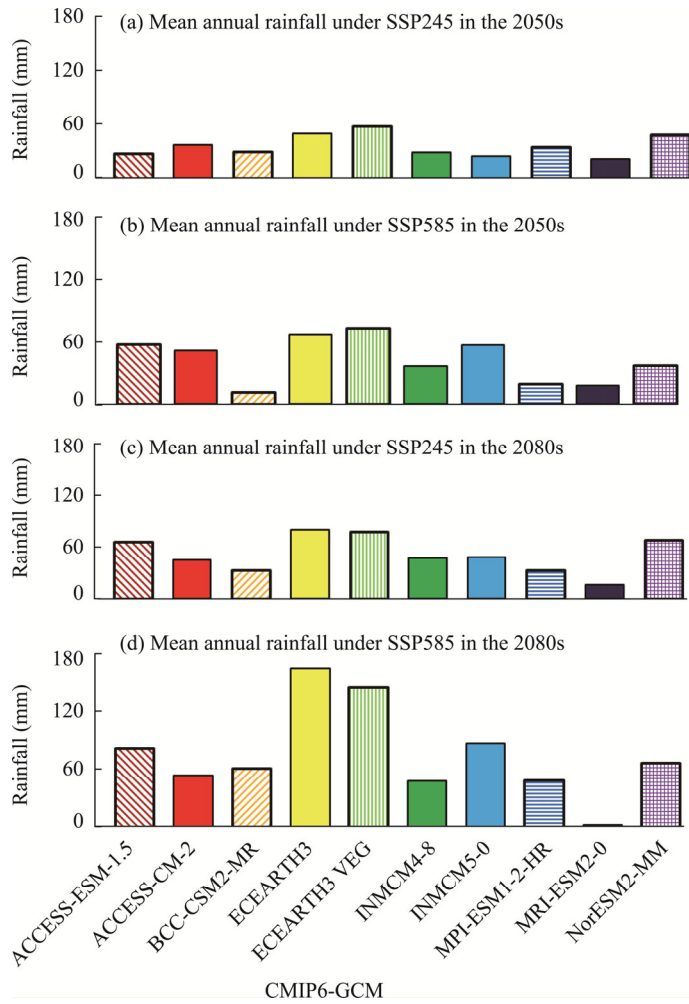 (a) Mean annual rainfall under SSP245 in the 2050s
180
120
60
0
Rainfall (mm)
(b) Mean annual rainfall under SSP585 in the 2050s
180
120
60
0
Rainfall (mm)
(c) Mean annual rainfall under SSP245 in the 2080s
180
120
60
0
Rainfall (mm)
(d) Mean annual rainfall under SSP585 in the 2080s
180
120
60
0
Rainfall (mm)
ACCESS-ESM-1.5
ACCESS-CM-2
BCC-CSM2-MR
ECEARTH3
ECEARTH3 VEG
INMCM4-8
INMCM5-0
MPI-ESM1-2-HR
MRI-ESM2-0
NorESM2-MM
CMIP6-GCM